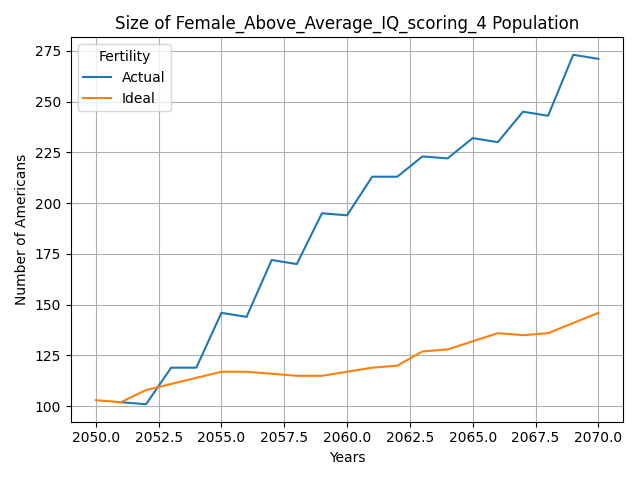 Size of Female_Above_Average_IQ_scoring_4 Population
Fertility
Actual
Ideal
275
250
225
200
175
150
125
100
Number of Americans
2050.0 2052.5 2055.0 2057.5 2060.0 2062.5 2065.0 2067.5 2070.0
Years